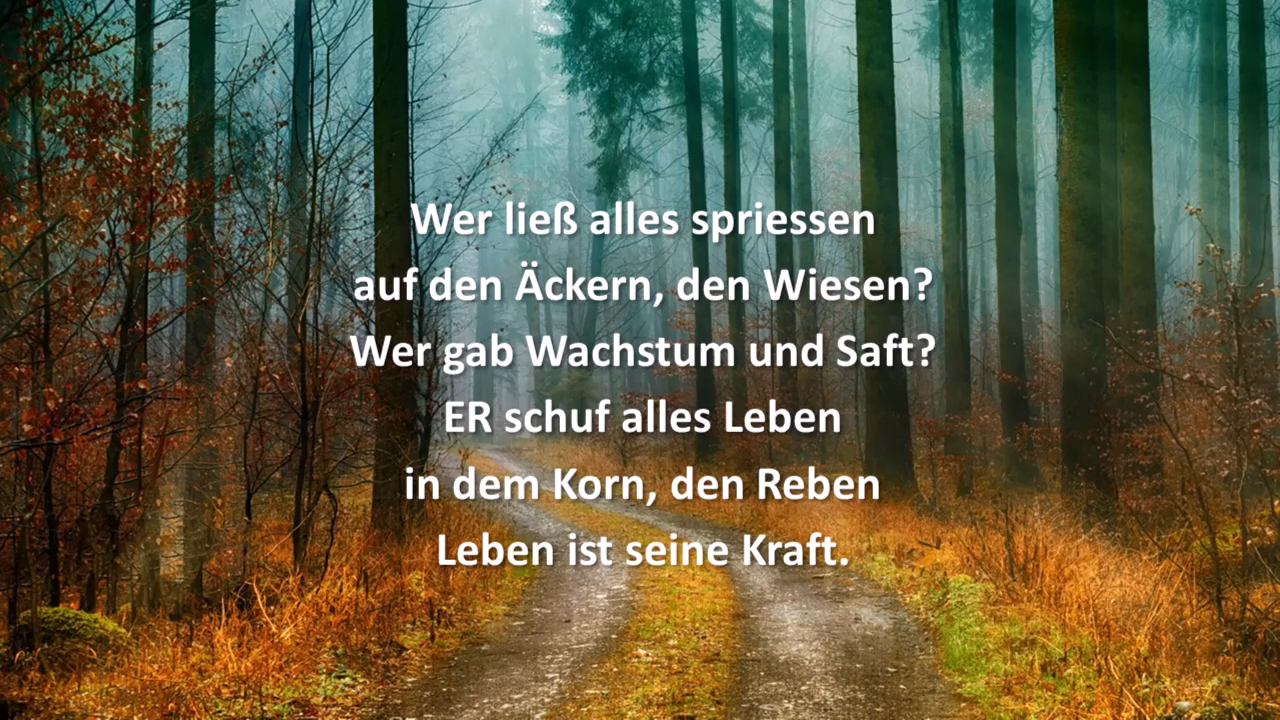 Wer ließ alles spriessen
auf den Äckern, den Wiesen?
Wer gab Wachstum und Saft?
ER schuf alles Leben
in dem Korn, den Reben
Leben ist seine Kraft.